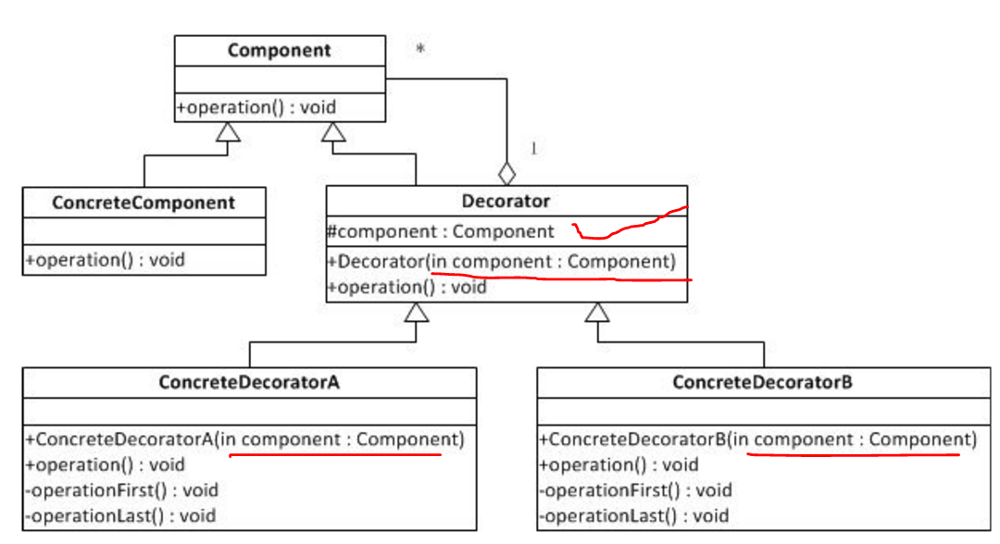 Component
*
+operation() : void
1
ConcreteComponent
+operation() : void
Decorator
#component : Component
+Decorator(in component : Component)
+operation() : void
ConcreteDecoratorA
+ConcreteDecoratorA(in component : Component)
+operation() : void
-operationFirst() : void
-operationLast() : void
ConcreteDecoratorB
+ConcreteDecoratorB(in component : Component)
+operation() : void
-operationFirst() : void
-operationLast() : void